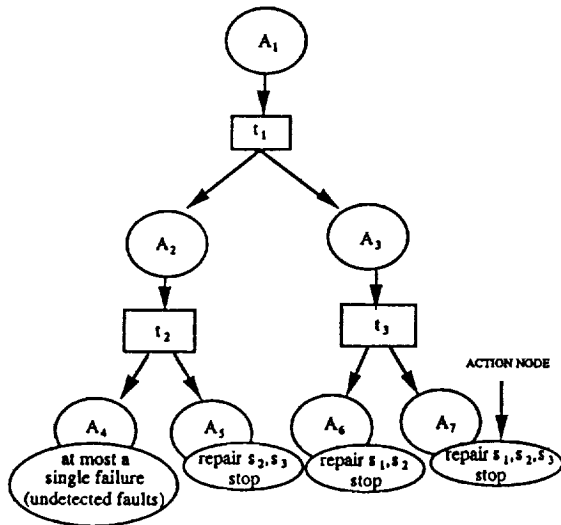 A₁
t₁
A₂
A₃
t₂
t₃
ACTION NODE
A₄
A₅
A₆
A₇
at most a
single failure
(undetected faults)
repair s₂, s₃
stop
repair s₁, s₂
stop
repair s₁, s₂, s₃
stop